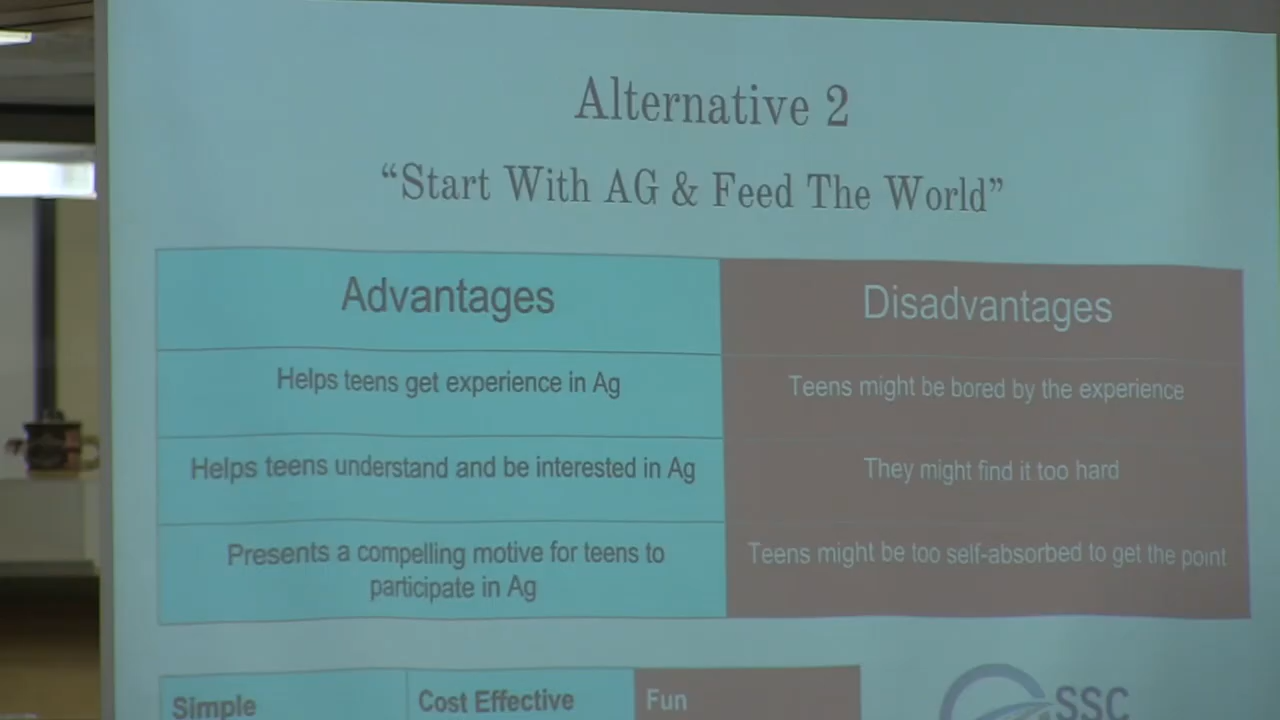 Alternative 2
“Start With AG & Feed The World”
Advantages
Disadvantages
Helps teens get experience in Ag
Teens might be bored by the experience
Helps teens understand and be interested in Ag
They might find it too hard
Presents a compelling motive for teens to
participate in Ag
Teens might be too self-absorbed to get the point
Simple
Cost Effective
Fun
SSC